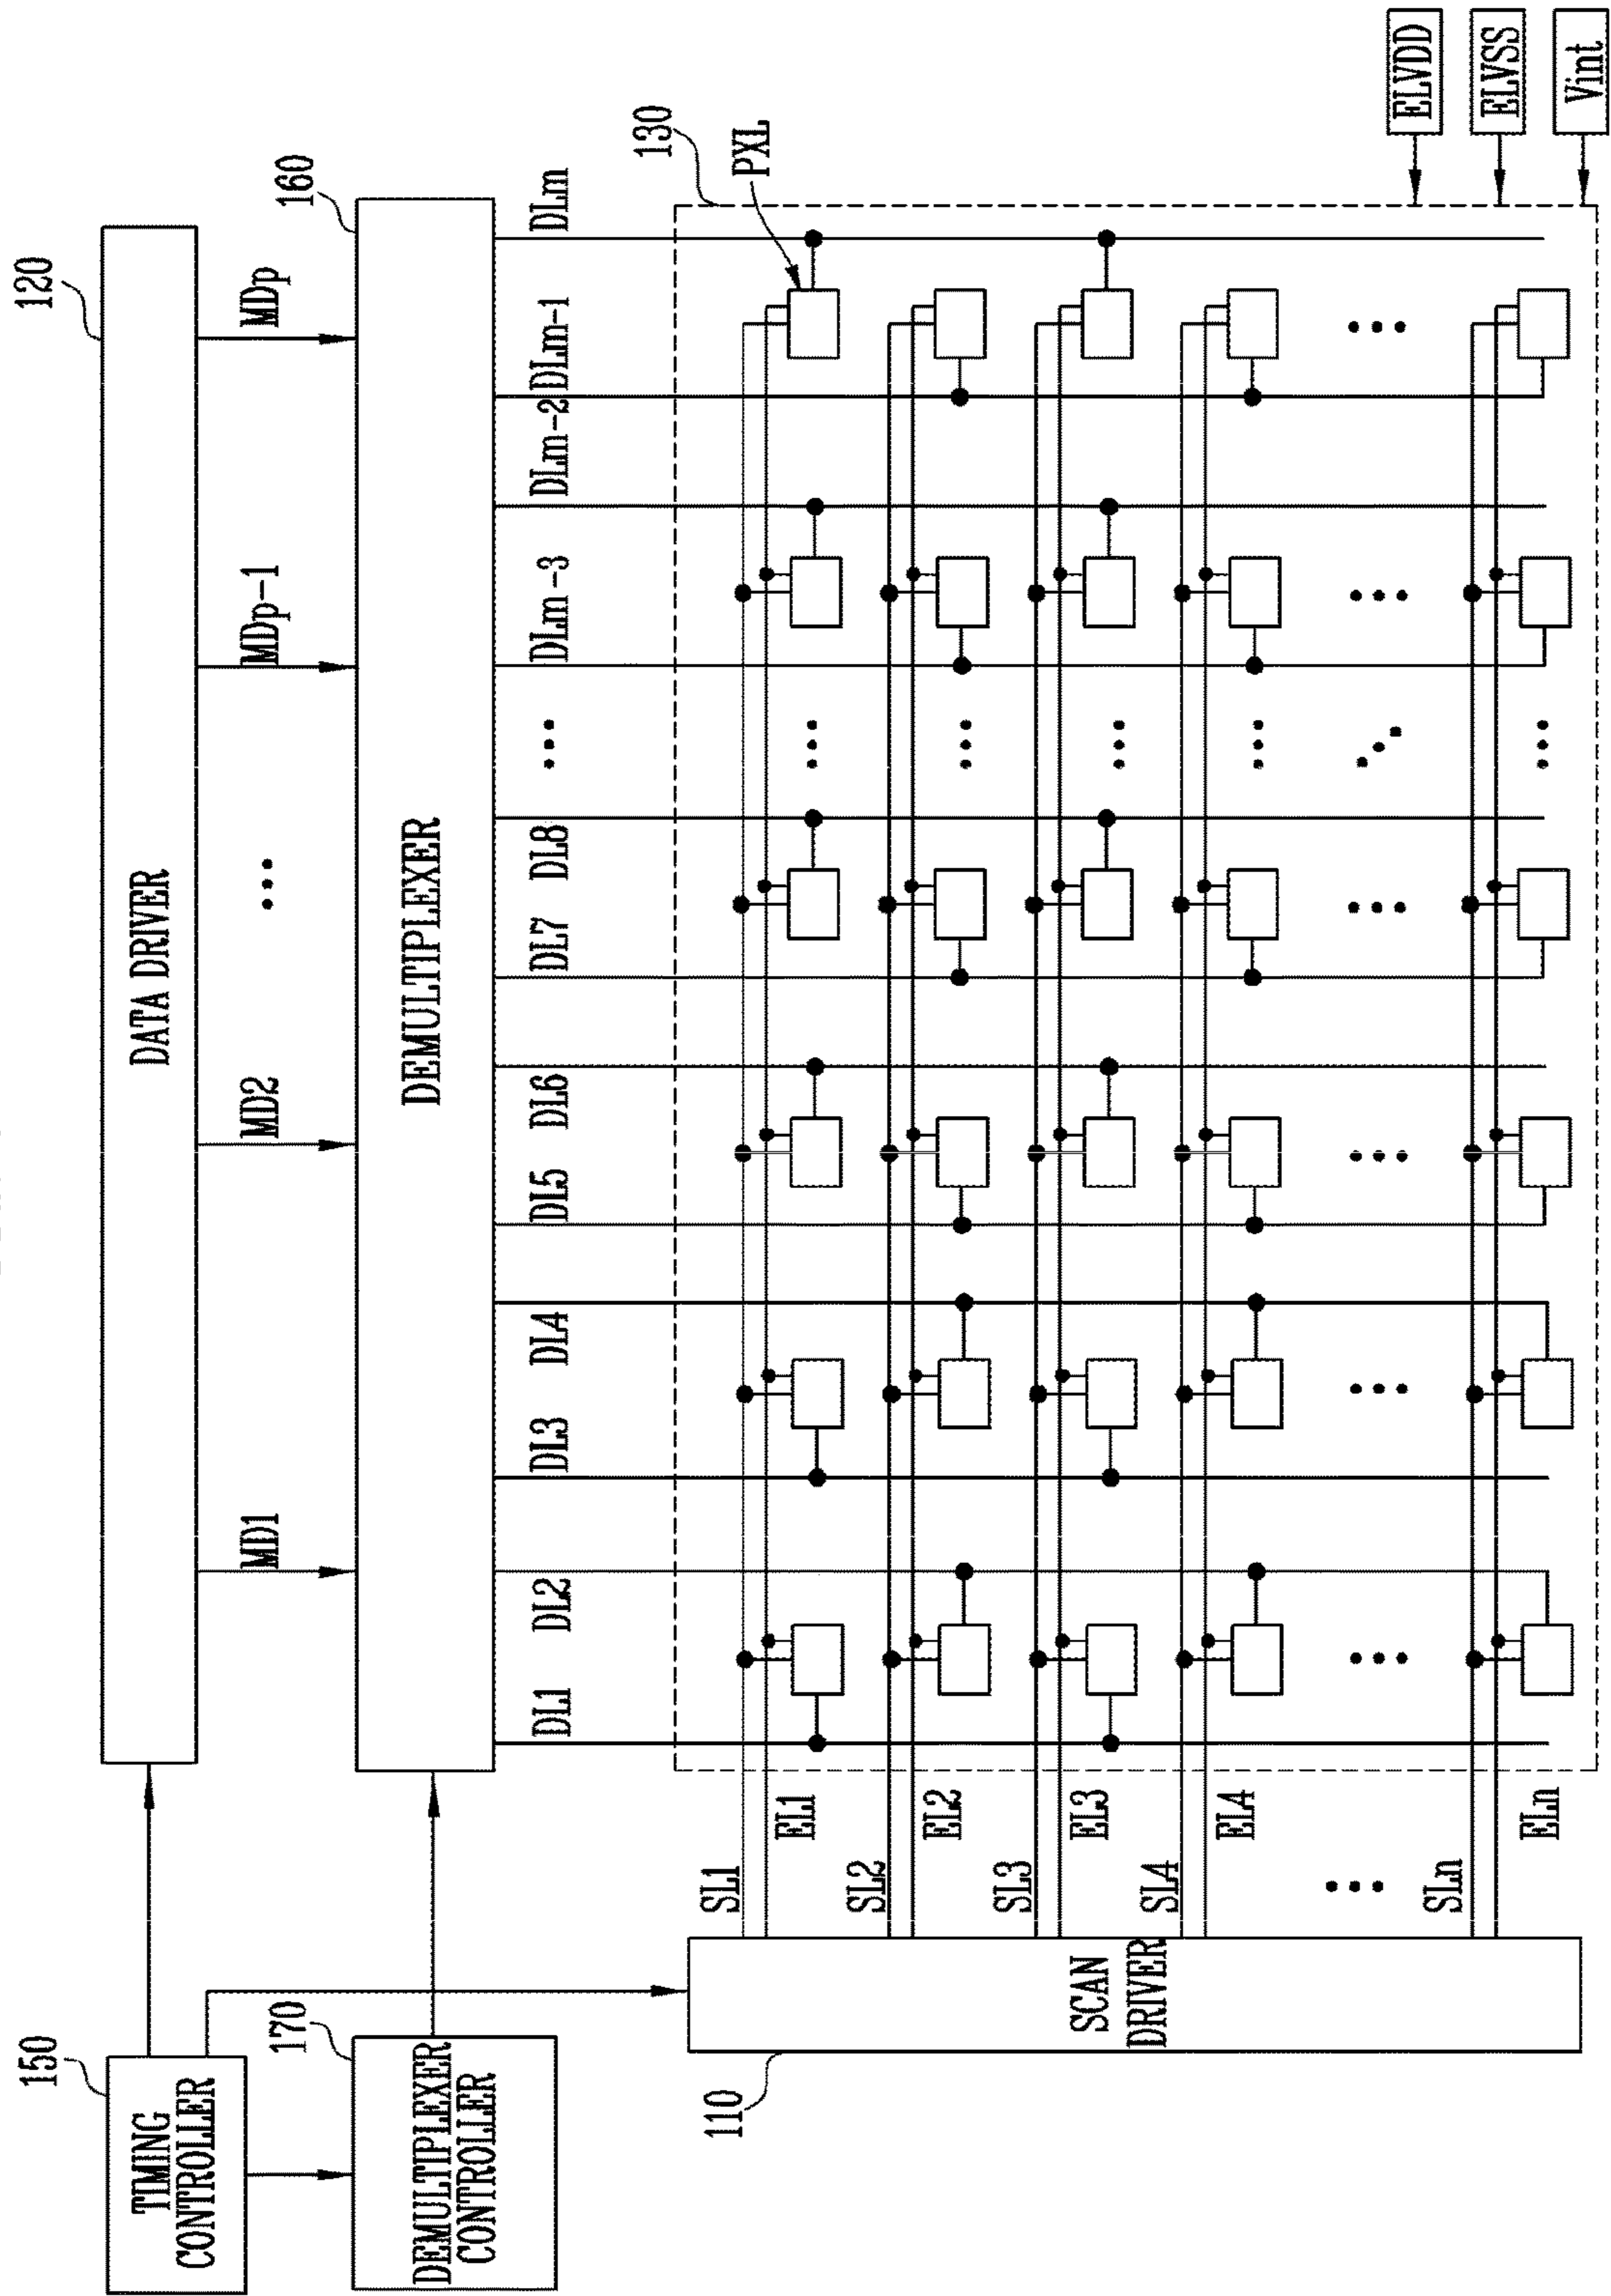 120
DATA DRIVER
MD1
MD2
...
MDp-1
MDp
150
TIMING
CONTROLLER
160
DEMULTIPLEXER
170
DEMULTIPLEXER
CONTROLLER
DL1
DL2
DL3
DL4
DL5
DL6
DL7
DL8
...
DLm-3
DLm-2
DLm-1
DLm
130
PXL
110
SCAN
DRIVER
SL1
EL1
SL2
EL2
SL3
EL3
SL4
EL4
...
SLn
ELn
ELVDD
ELVSS
Vint